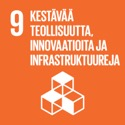 9 KESTÄVÄÄ
TEOLLISUUTTA,
INNOVAATIOITA JA
INFRASTRUKTUUREJA